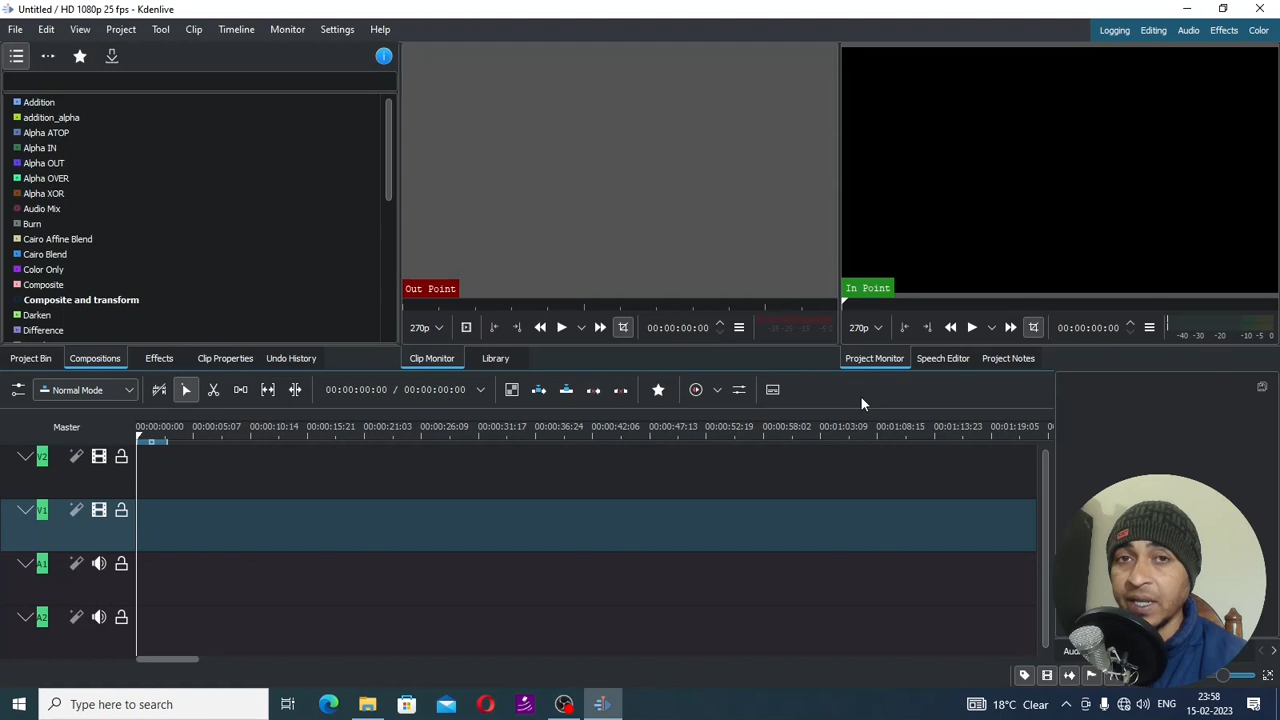 Untitled / HD 1080p 25 fps - Kdenlive
File Edit View Project Tool Clip Timeline Monitor Settings Help
Logging Editing Audio Effects Color
Addition
addition_alpha
Alpha ATOP
Alpha IN
Alpha OUT
Alpha OVER
Alpha XOR
Audio Mix
Burn
Cairo Affine Blend
Cairo Blend
Color Only
Composite
Composite and transform
Darken
Difference
Out Point
In Point
270p 00:00:00:00 -15 -5 -0
270p 00:00:00:00 -40 -30 -20 -10 -5 0
Project Bin Compositions Effects Clip Properties Undo History
Clip Monitor Library
Project Monitor Speech Editor Project Notes
Normal Mode 00:00:00:00 / 00:00:00:00
Master 00:00:00:00 00:00:05:07 00:00:10:14 00:00:15:21 00:00:21:03 00:00:26:09 00:00:31:17 00:00:36:24 00:00:42:06 00:00:47:13 00:00:52:19 00:00:58:02 00:01:03:09 00:01:08:15 00:01:13:23 00:01:19:05
V2
V1
A1
A2
Type here to search
18°C Clear
ENG
23:58
15-02-2023